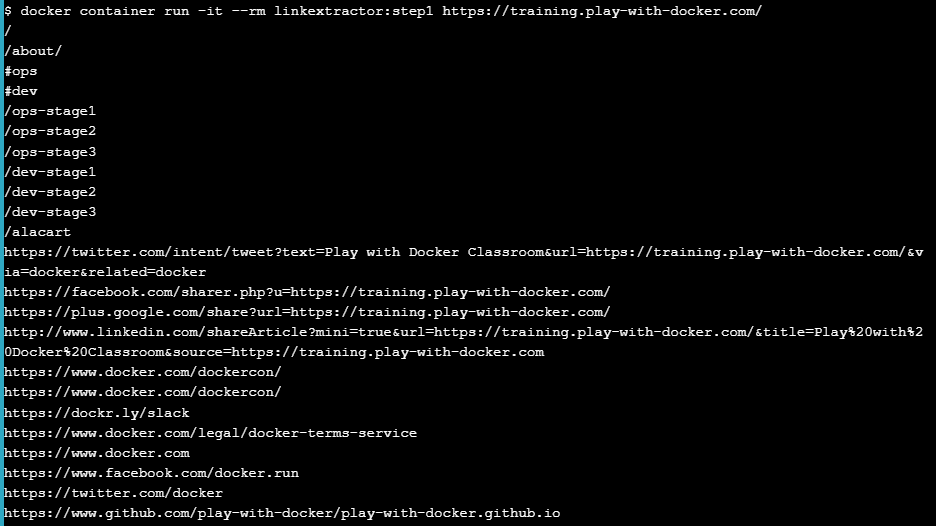 $ docker container run -it --rm linkextractor:step1 https://training.play-with-docker.com/
/
/about/
#ops
#dev
/ops-stage1
/ops-stage2
/ops-stage3
/dev-stage1
/dev-stage2
/dev-stage3
/alacart
https://twitter.com/intent/tweet?text=Play with Docker Classroom&url=https://training.play-with-docker.com/&v
ia=docker&related=docker
https://facebook.com/sharer.php?u=https://training.play-with-docker.com/
https://plus.google.com/share?url=https://training.play-with-docker.com/
http://www.linkedin.com/shareArticle?mini=true&url=https://training.play-with-docker.com/&title=Play%20with%2
0Docker%20Classroom&source=https://training.play-with-docker.com
https://www.docker.com/dockercon/
https://www.docker.com/dockercon/
https://dockr.ly/slack
https://www.docker.com/legal/docker-terms-service
https://www.docker.com
https://www.facebook.com/docker.run
https://twitter.com/docker
https://www.github.com/play-with-docker/play-with-docker.github.io